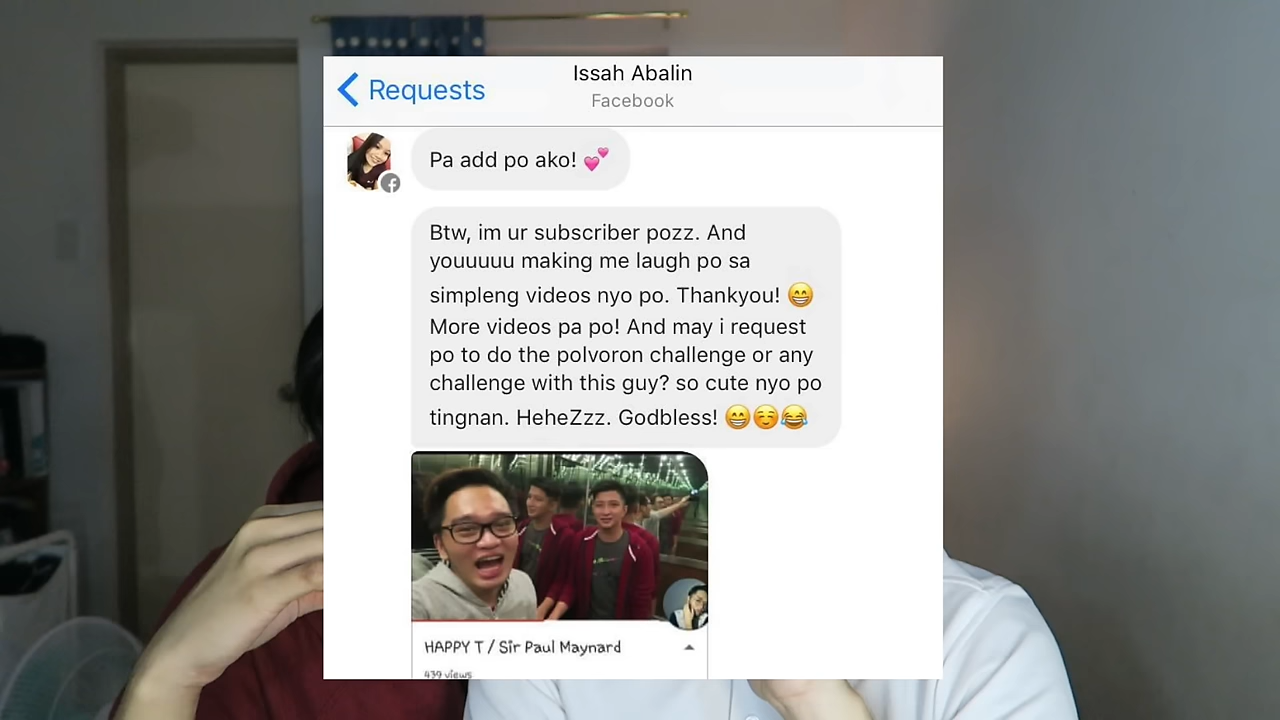 Requests
Issah Abalin
Facebook
Pa add po ako! 💕
Btw, im ur subscriber pozz. And
youuuuu making me laugh po sa
simpleng videos nyo po. Thankyou! 😁
More videos pa po! And may i request
po to do the polvoron challenge or any
challenge with this guy? so cute nyo po
tingnan. HeheZzz. Godbless! 😁☺️😂
HAPPY T / Sir Paul Maynard
439 views